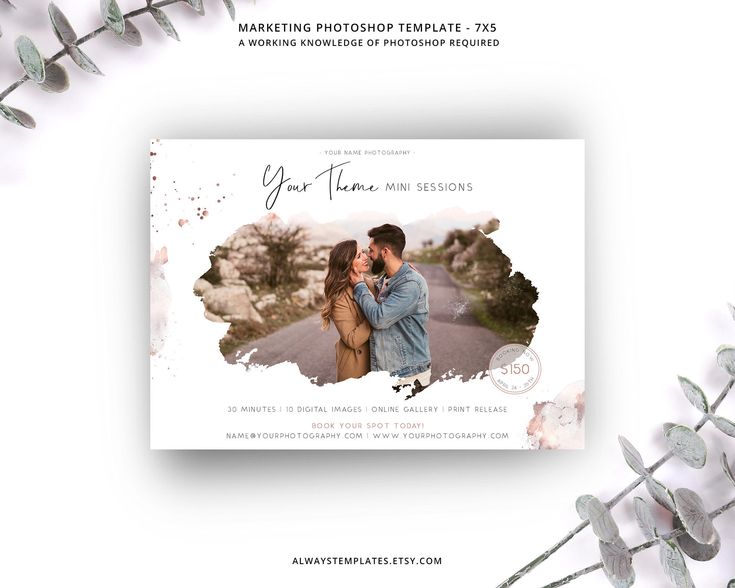 MARKETING PHOTOSHOP TEMPLATE - 7X5
A WORKING KNOWLEDGE OF PHOTOSHOP REQUIRED
- YOUR NAME PHOTOGRAPHY -
Your Theme MINI SESSIONS
BOOKING NOW
$150
30 MINUTES | 10 DIGITAL IMAGES | ONLINE GALLERY | PRINT RELEASE
BOOK YOUR SPOT TODAY!
NAME@YOURPHOTOGRAPHY.COM | WWW.YOURPHOTOGRAPHY.COM
ALWAYSTEMPLATES.ETSY.COM